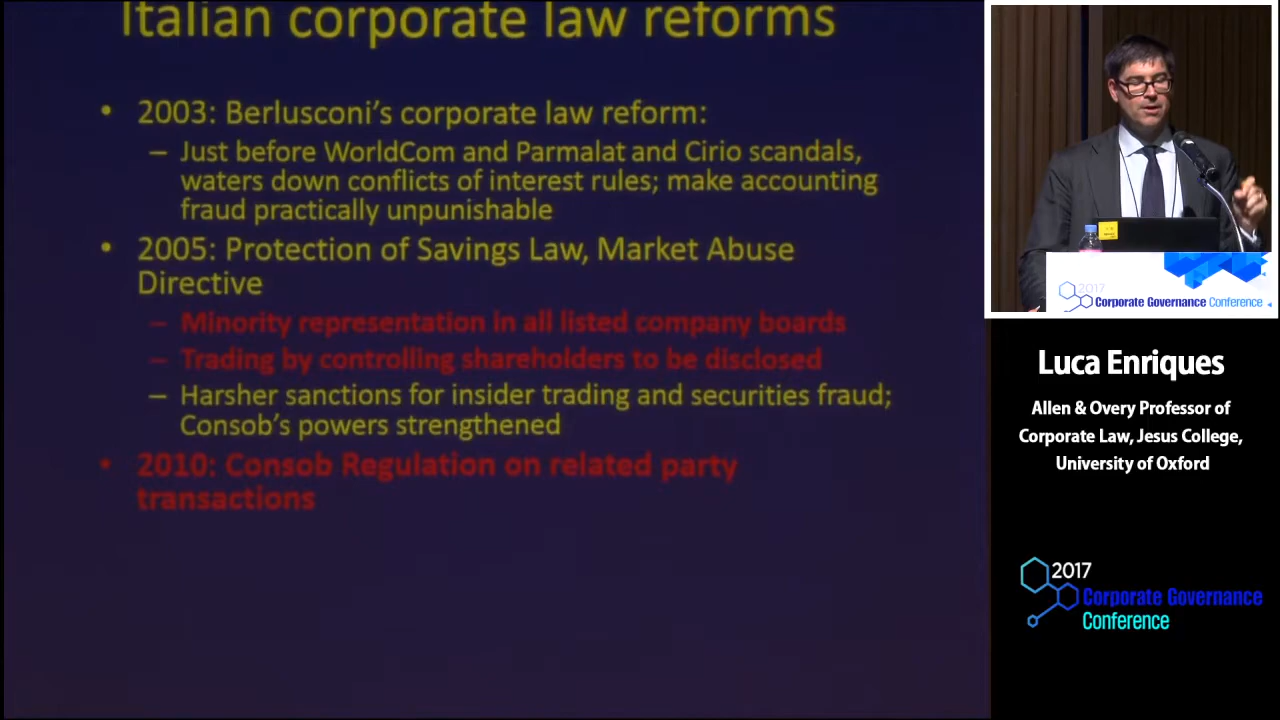 Italian corporate law reforms
• 2003: Berlusconi's corporate law reform:
– Just before WorldCom and Parmalat and Cirio scandals,
waters down conflicts of interest rules; make accounting
fraud practically unpunishable
• 2005: Protection of Savings Law, Market Abuse
Directive
– Minority representation in all listed company boards
– Trading by controlling shareholders to be disclosed
– Harsher sanctions for insider trading and securities fraud;
Consob's powers strengthened
• 2010: Consob Regulation on related party
transactions
2017
Corporate Governance Conference
Luca Enriques
Allen & Overy Professor of
Corporate Law, Jesus College,
University of Oxford
2017
Corporate Governance
Conference